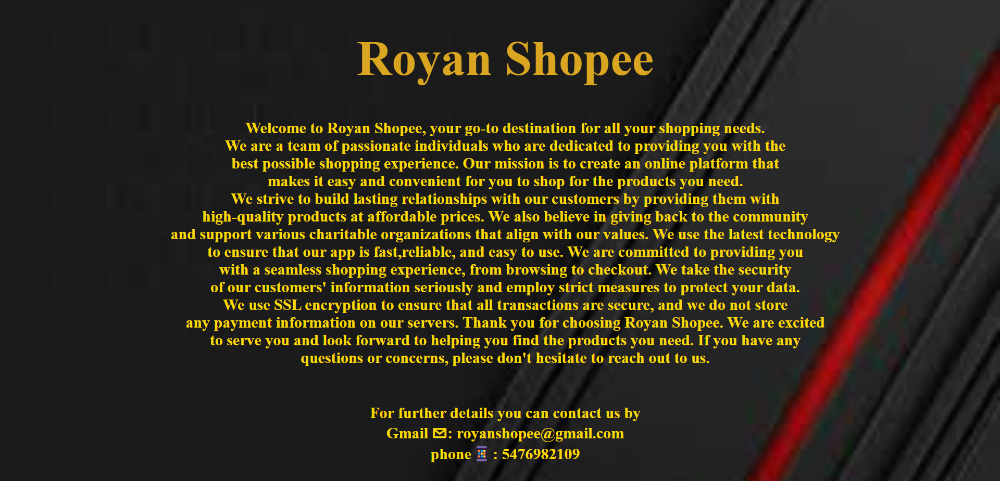 Royan Shopee
Welcome to Royan Shopee, your go-to destination for all your shopping needs.
We are a team of passionate individuals who are dedicated to providing you with the
best possible shopping experience. Our mission is to create an online platform that
makes it easy and convenient for you to shop for the products you need.
We strive to build lasting relationships with our customers by providing them with
high-quality products at affordable prices. We also believe in giving back to the community
and support various charitable organizations that align with our values. We use the latest technology
to ensure that our app is fast,reliable, and easy to use. We are committed to providing you
with a seamless shopping experience, from browsing to checkout. We take the security
of our customers' information seriously and employ strict measures to protect your data.
We use SSL encryption to ensure that all transactions are secure, and we do not store
any payment information on our servers. Thank you for choosing Royan Shopee. We are excited
to serve you and look forward to helping you find the products you need. If you have any
questions or concerns, please don't hesitate to reach out to us.
For further details you can contact us by
Gmail : royanshopee@gmail.com
phone : 5476982109